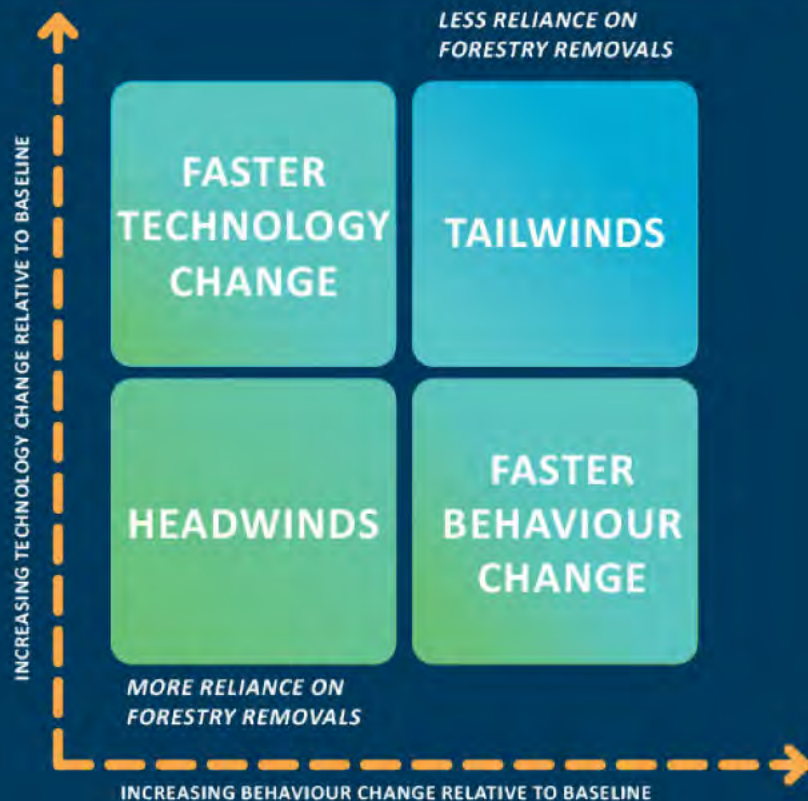 LESS RELIANCE ON
FORESTRY REMOVALS
INCREASING TECHNOLOGY CHANGE RELATIVE TO BASELINE
FASTER
TECHNOLOGY
CHANGE
TAILWINDS
HEADWINDS
FASTER
BEHAVIOUR
CHANGE
MORE RELIANCE ON
FORESTRY REMOVALS
INCREASING BEHAVIOUR CHANGE RELATIVE TO BASELINE